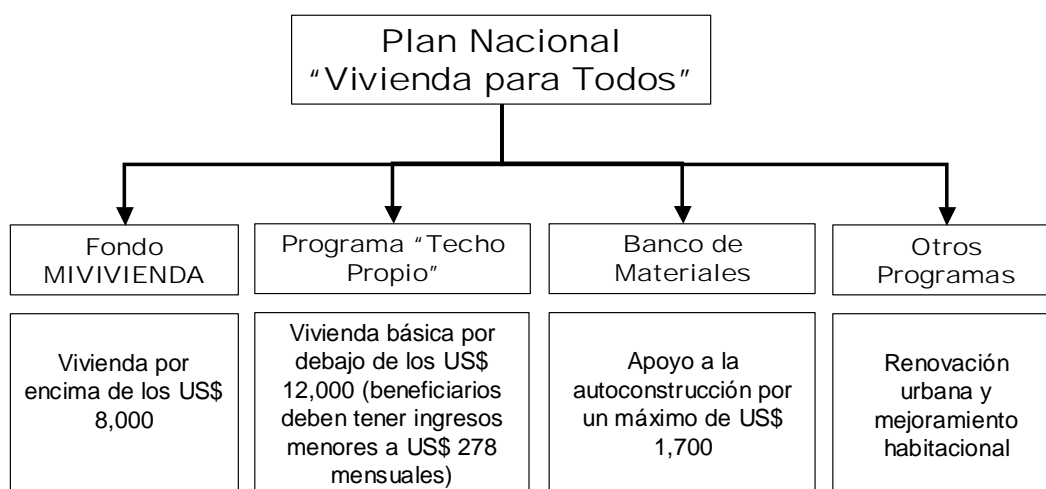 Plan Nacional
“Vivienda para Todos”
Fondo
MIVIVIENDA
Programa “Techo
Propio”
Banco de
Materiales
Otros
Programas
Vivienda por
encima de los US$
8,000
Vivienda básica por
debajo de los US$
12,000 (beneficiarios
deben tener ingresos
menores a US$ 278
mensuales)
Apoyo a la
autoconstrucción por
un máximo de US$
1,700
Renovación
urbana y
mejoramiento
habitacional